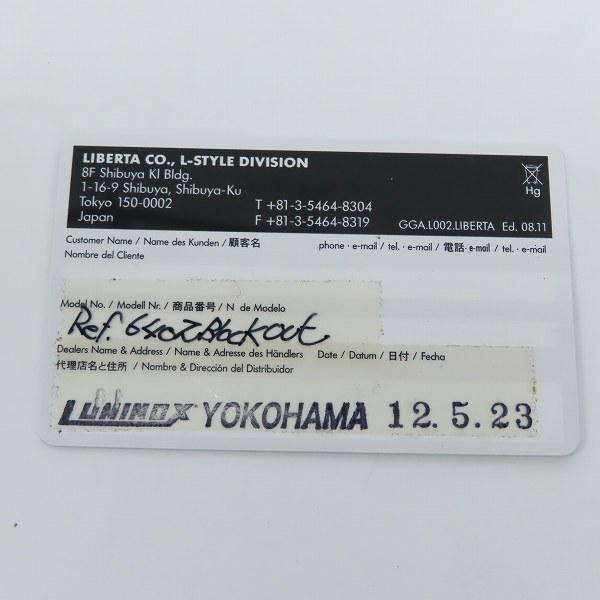 LIBERTA CO., L-STYLE DIVISION
8F Shibuya KI Bldg.
1-16-9 Shibuya, Shibuya-Ku
Tokyo 150-0002 T +81-3-5464-8304
Japan F +81-3-5464-8319 GGA.L002.LIBERTA Ed. 08.11
Hg
Customer Name / Name des Kunden / 顧客名 phone · e-mail / tel. · e-mail / 電話·e-mail / tel. · e-mail
Nombre del Cliente
Model No. / Modell Nr. / 商品番号 / N de Modelo
Ref. 6402 Blackout
Dealers Name & Address / Name & Adresse des Händlers Date / Datum / 日付 / Fecha
代理店名と住所 / Nombre & Dirección del Distribuidor
LUMINOX YOKOHAMA 12.5.23